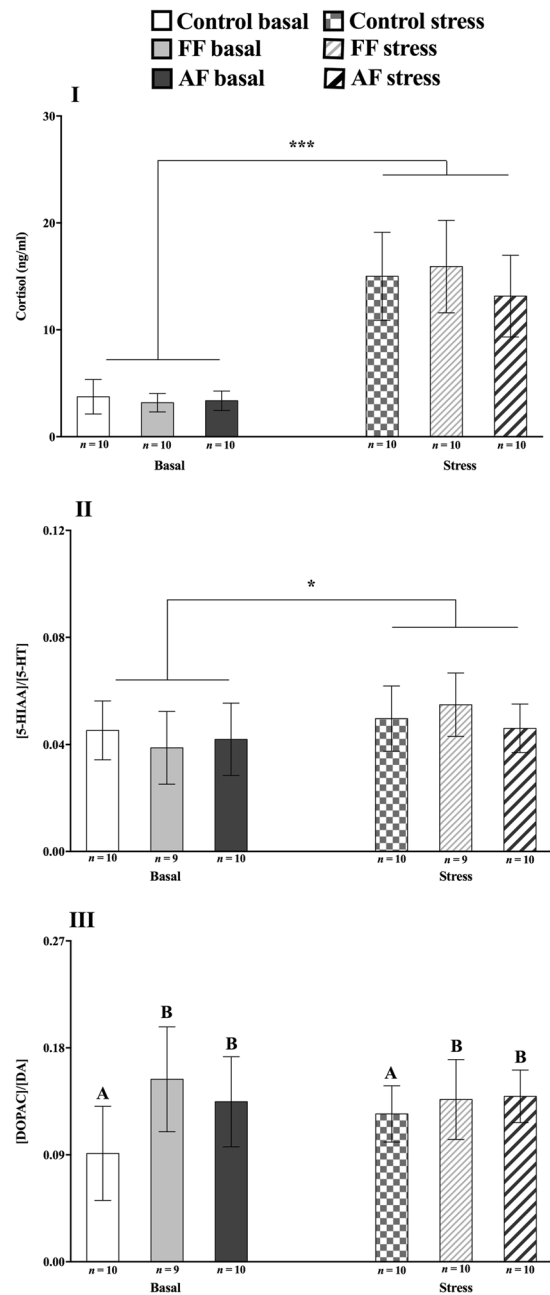 Control basal Control stress
FF basal FF stress
AF basal AF stress
I
30
20
10
0
Cortisol (ng/ml)
***
n = 10 n = 10 n = 10 n = 10 n = 10 n = 10
Basal Stress
II
0.12
0.08
0.04
0.00
[5-HIAA]/[5-HT]
*
n = 10 n = 9 n = 10 n = 10 n = 9 n = 10
Basal Stress
III
0.27
0.18
0.09
0.00
[DOPAC]/[DA]
A B B A B B
n = 10 n = 9 n = 10 n = 10 n = 10 n = 10
Basal Stress